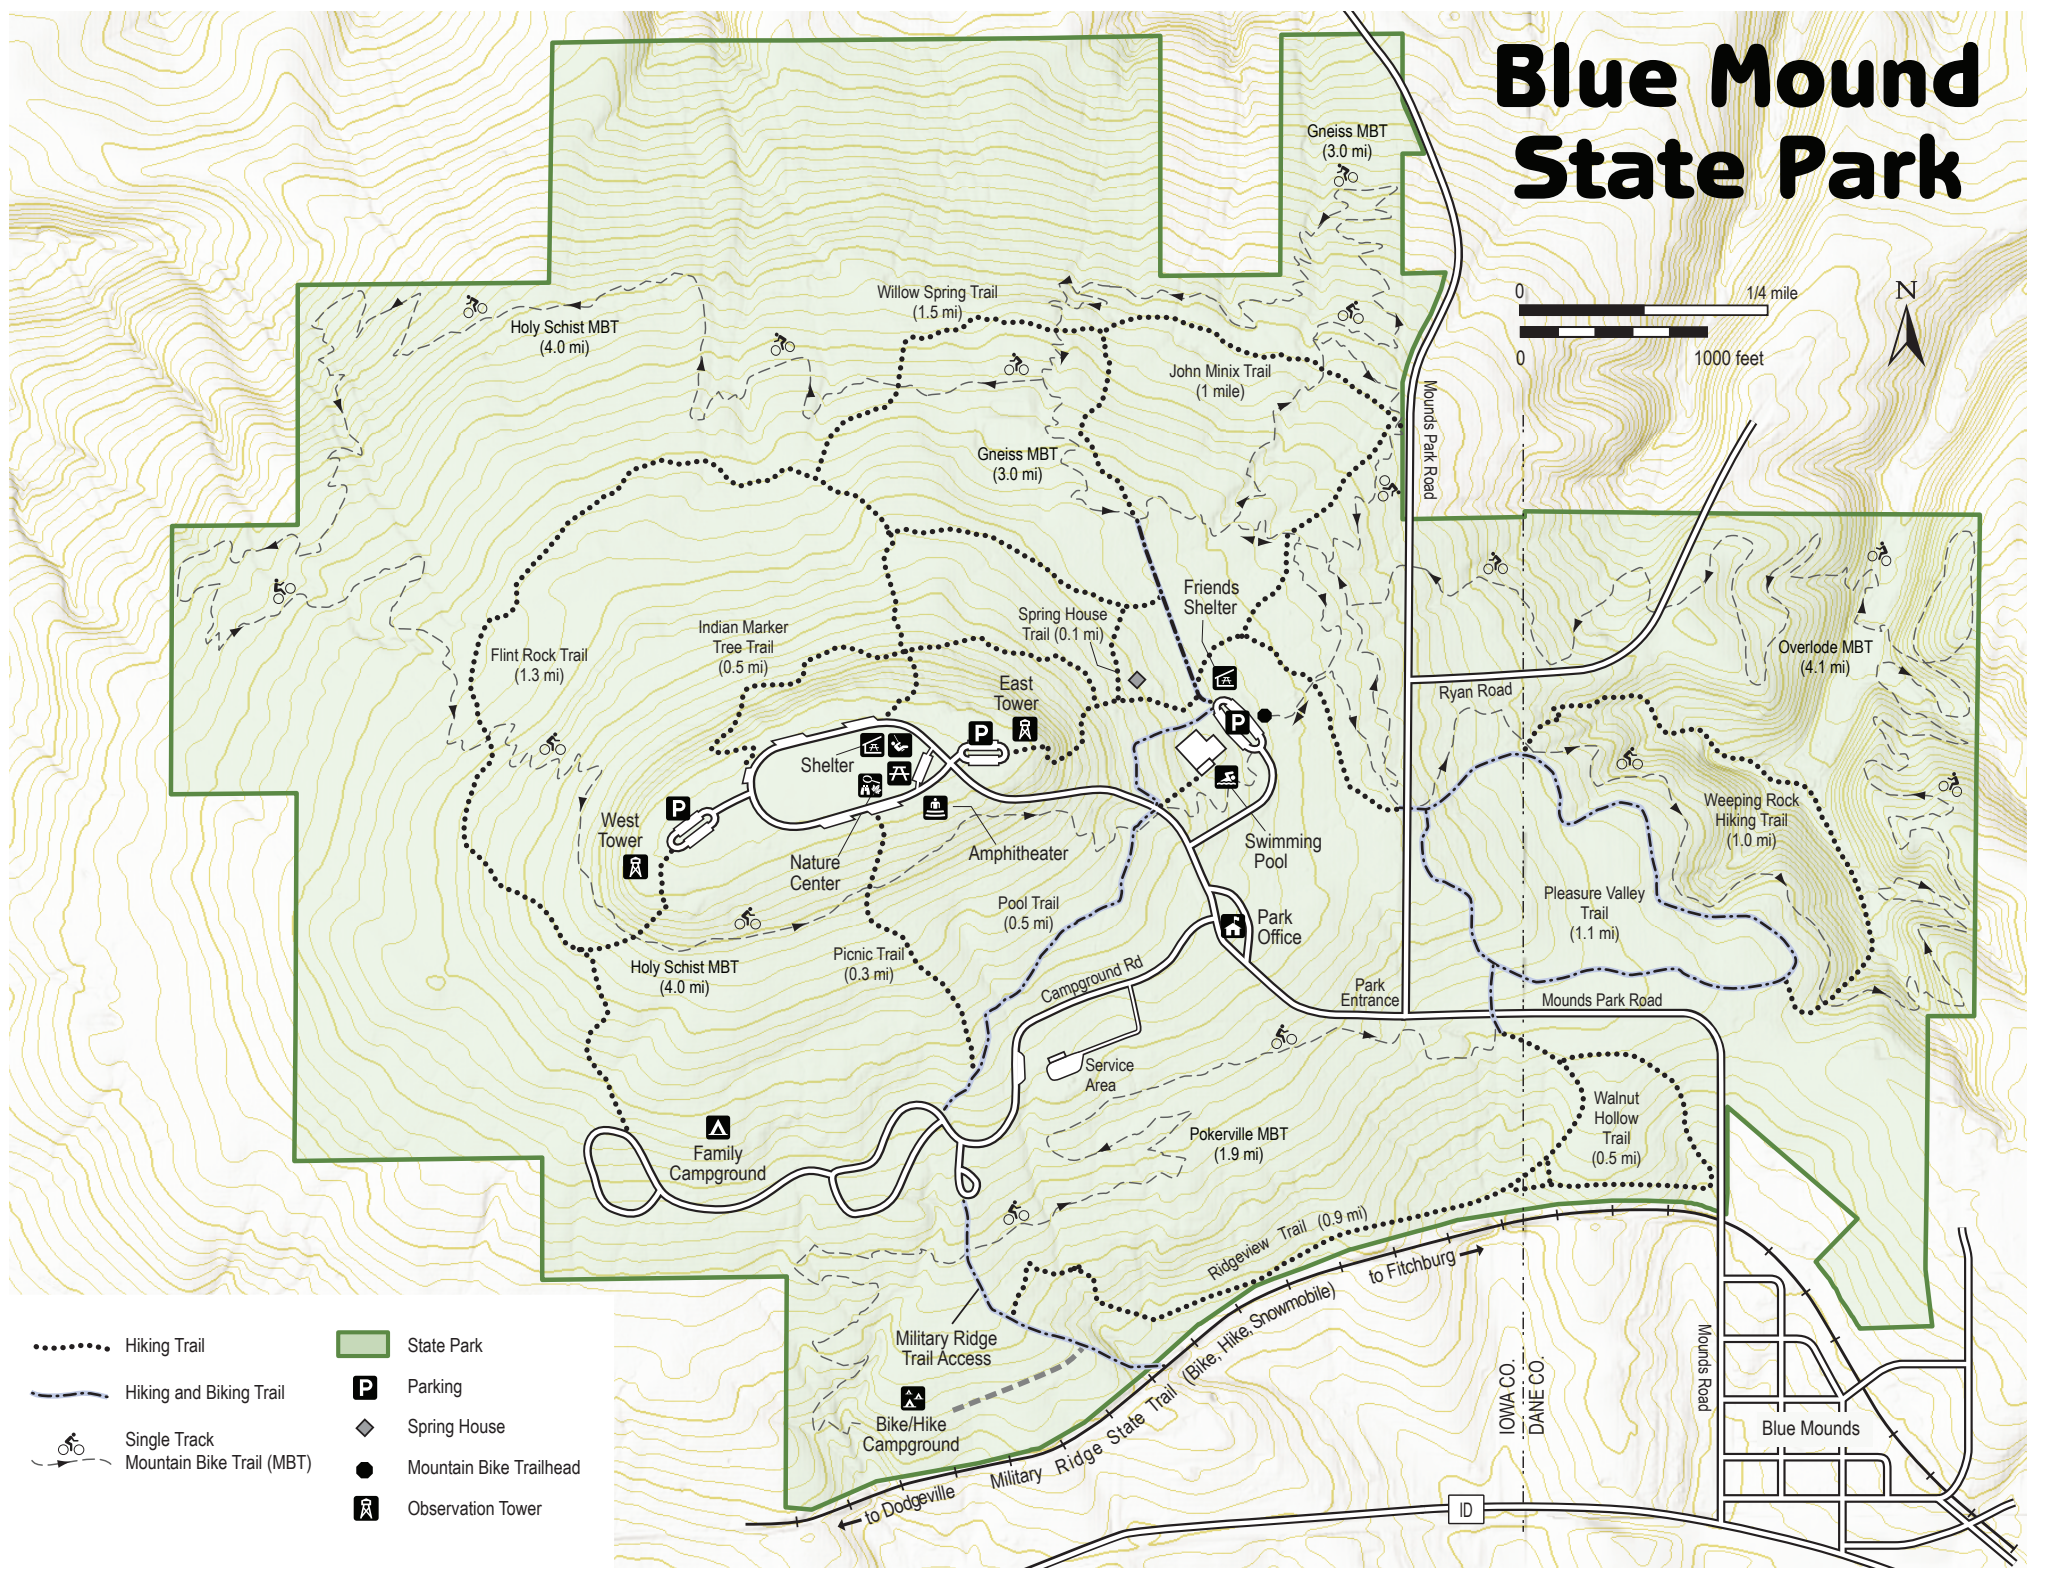 Blue Mound
State Park
Gneiss MBT
(3.0 mi)
0
1/4 mile
N
0
1000 feet
Willow Spring Trail
(1.5 mi)
Holy Schist MBT
(4.0 mi)
John Minix Trail
(1 mile)
Mounds Park Road
Gneiss MBT
(3.0 mi)
Friends
Shelter
Spring House
Trail (0.1 mi)
Indian Marker
Tree Trail
(0.5 mi)
Flint Rock Trail
(1.3 mi)
Overlode MBT
(4.1 mi)
East
Tower
Ryan Road
P
P
Shelter
P
West
Tower
Weeping Rock
Hiking Trail
(1.0 mi)
Nature
Center
Amphitheater
Swimming
Pool
Pleasure Valley
Trail
(1.1 mi)
Pool Trail
(0.5 mi)
Park
Office
Picnic Trail
(0.3 mi)
Holy Schist MBT
(4.0 mi)
Campground Rd
Park
Entrance
Mounds Park Road
Service
Area
Walnut
Hollow
Trail
(0.5 mi)
Pokerville MBT
(1.9 mi)
Family
Campground
Ridgeview Trail (0.9 mi)
to Fitchburg
Military Ridge
Trail Access
Bike/Hike
Campground
Military Ridge State Trail (Bike, Hike, Snowmobile)
to Dodgeville
IOWA CO.
DANE CO.
Mounds Road
Blue Mounds
ID
Hiking Trail
Hiking and Biking Trail
Single Track
Mountain Bike Trail (MBT)
State Park
P
Parking
Spring House
Mountain Bike Trailhead
Observation Tower